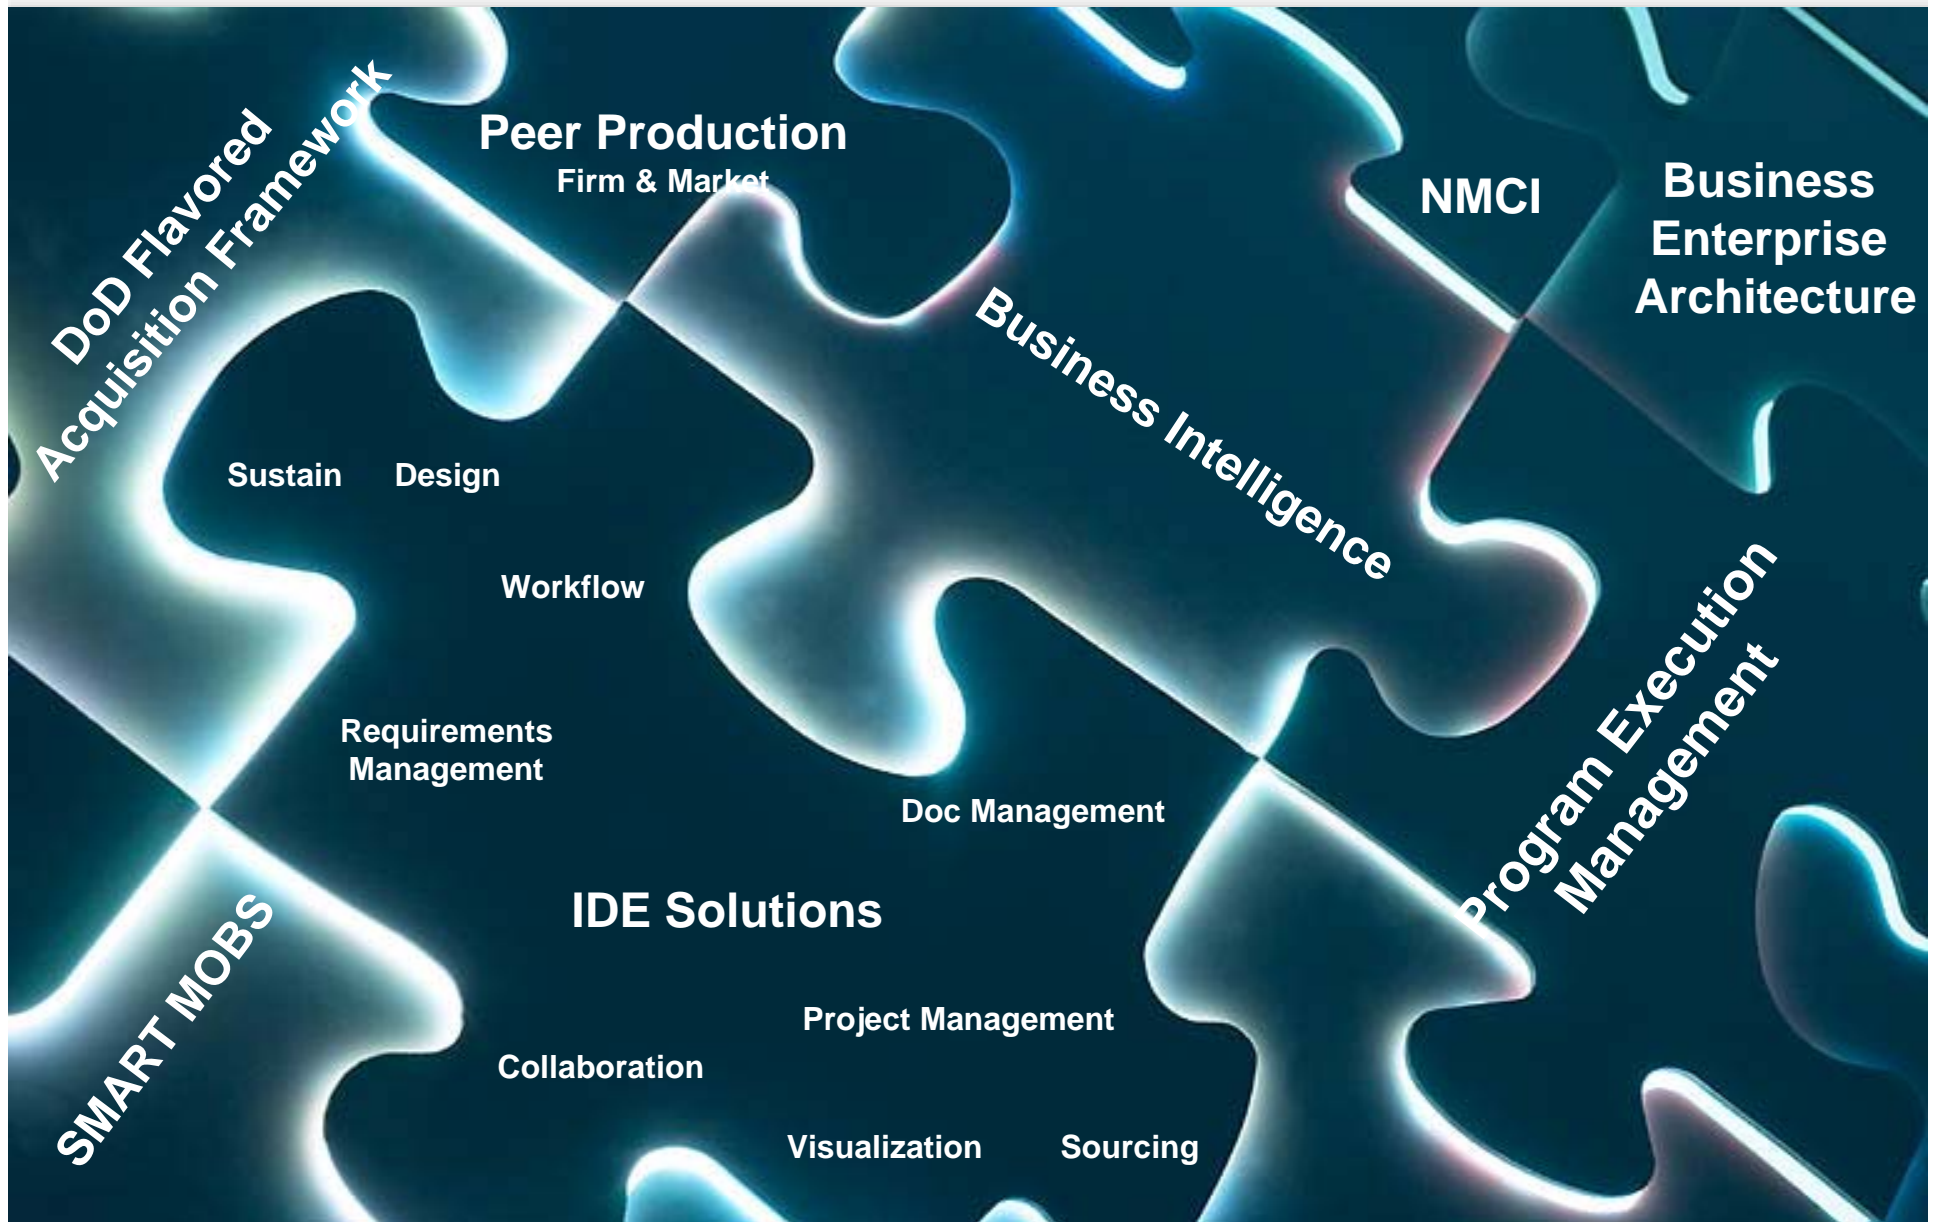 DoD Flavored
Acquisition Framework
Peer Production
Firm & Market
NMCI
Business
Enterprise
Architecture
Business Intelligence
Sustain
Design
Workflow
Requirements
Management
Doc Management
Program Execution
Management
IDE Solutions
SMART MOBS
Project Management
Collaboration
Visualization
Sourcing